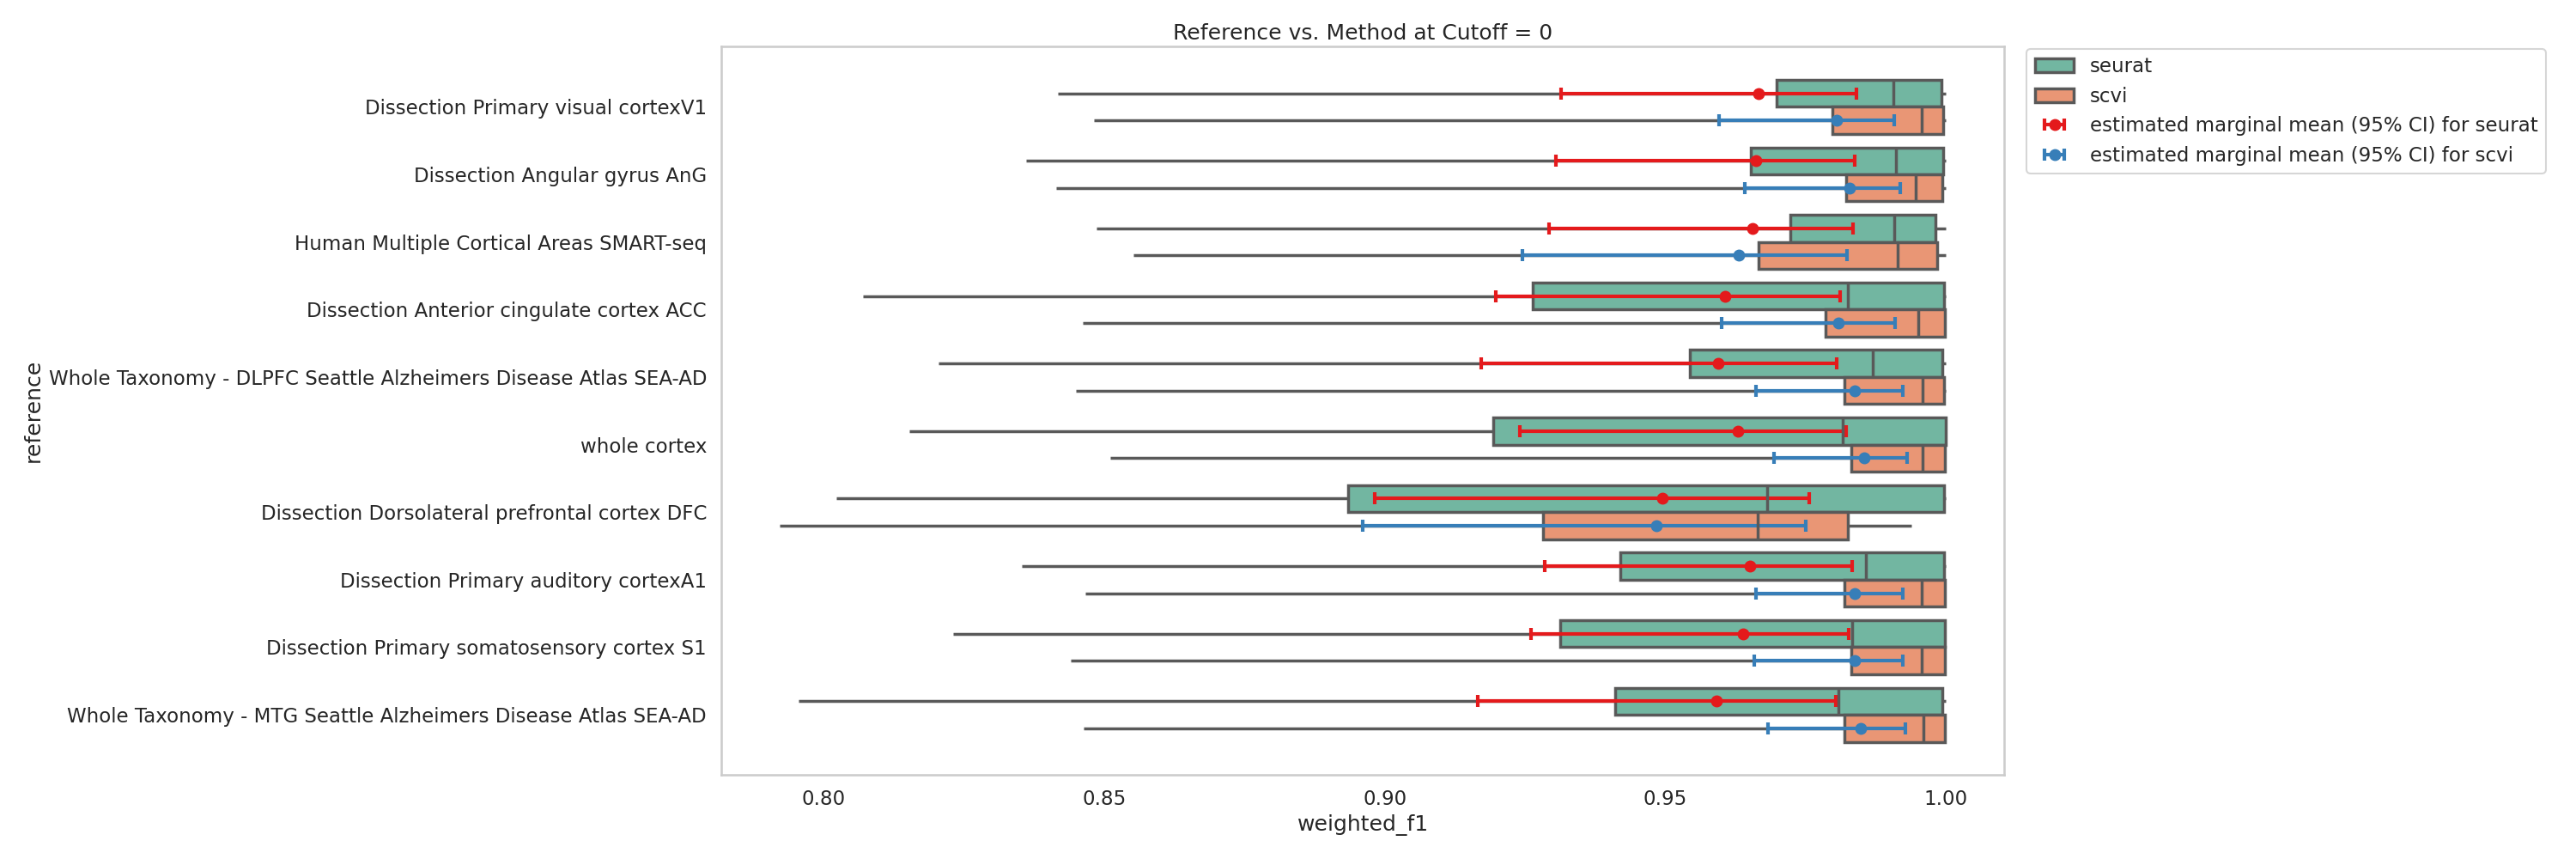 Reference vs. Method at Cutoff = 0
seurat
scvi
estimated marginal mean (95% CI) for seurat
estimated marginal mean (95% CI) for scvi
reference
Dissection Primary visual cortexV1
Dissection Angular gyrus AnG
Human Multiple Cortical Areas SMART-seq
Dissection Anterior cingulate cortex ACC
Whole Taxonomy - DLPFC Seattle Alzheimers Disease Atlas SEA-AD
whole cortex
Dissection Dorsolateral prefrontal cortex DFC
Dissection Primary auditory cortexA1
Dissection Primary somatosensory cortex S1
Whole Taxonomy - MTG Seattle Alzheimers Disease Atlas SEA-AD
0.80 0.85 0.90 0.95 1.00
weighted_f1